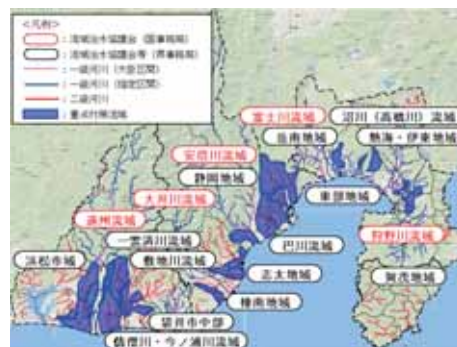 ＜凡例＞
：流域治水協議会（国事務局）
：流域治水協議会等（県事務局）
：一級河川（大臣区間）
：一級河川（指定区間）
：二級河川
：重点対策流域
富士川流域
沼川（高橋川）流域
岳南地域
熱海・伊東地域
安倍川流域
静岡地域
大井川流域
東部地域
遠州流域
狩野川流域
一雲済川流域
巴川流域
浜松市域
敷地川流域
志太地域
賀茂地域
榛南地域
袋井市中部
・今ノ浦川流域